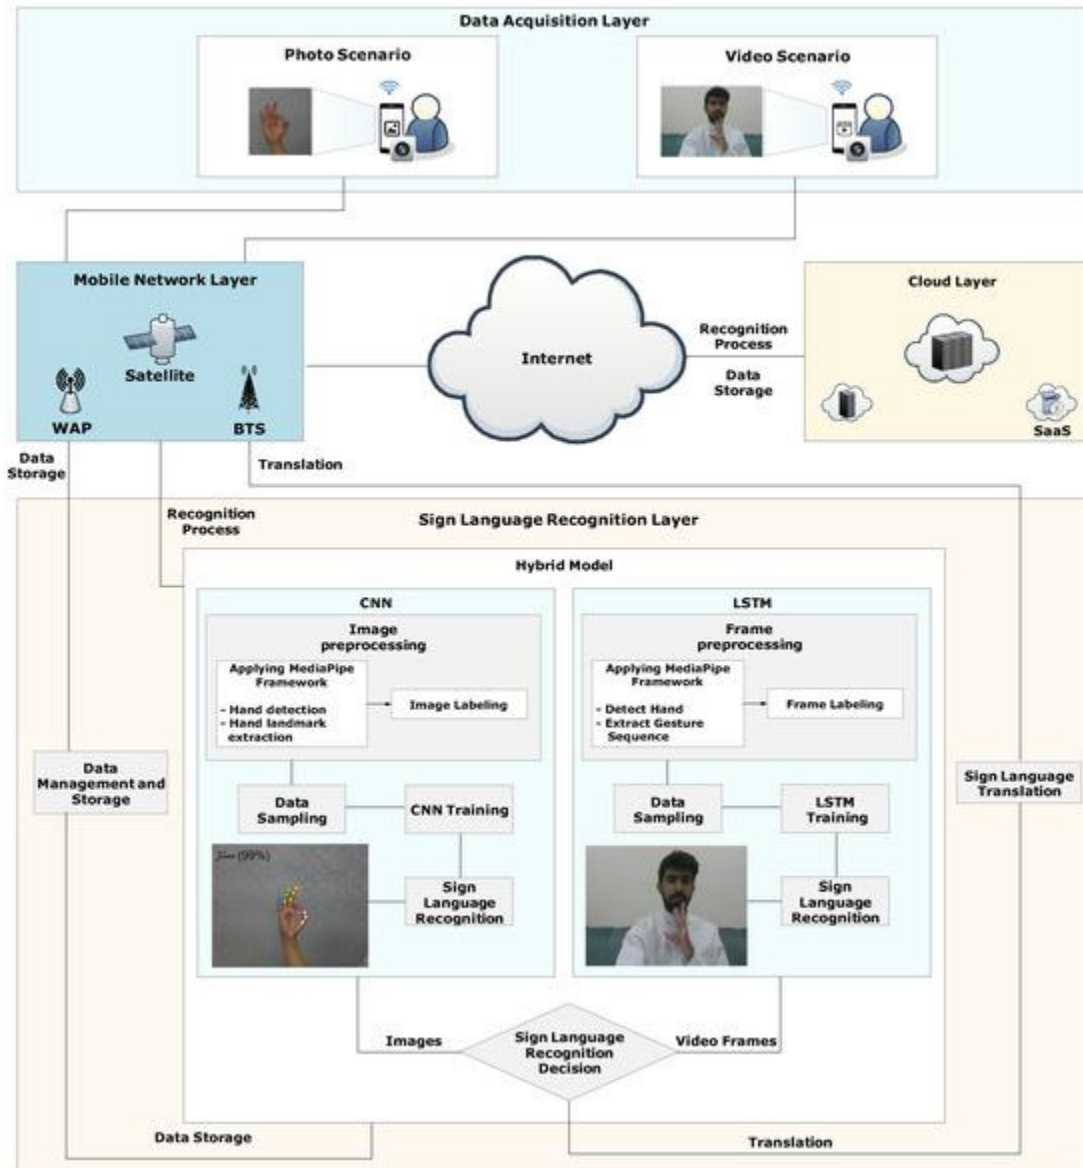 Data Acquisition Layer
Photo Scenario
Video Scenario
Mobile Network Layer
Satellite
WAP
BTS
Internet
Recognition
Process
Data
Storage
Cloud Layer
SaaS
Data
Storage
Translation
Recognition
Process
Sign Language Recognition Layer
Hybrid Model
CNN
Image
preprocessing
Applying MediaPipe
Framework
- Hand detection
- Hand landmark
extraction
Image Labeling
Data
Sampling
CNN Training
(99%)
Sign
Language
Recognition
LSTM
Frame
preprocessing
Applying MediaPipe
Framework
- Detect Hand
- Extract Gesture
Sequence
Frame Labeling
Data
Sampling
LSTM
Training
Sign
Language
Recognition
Data
Management and
Storage
Sign Language
Translation
Images
Sign Language
Recognition
Decision
Video Frames
Data Storage
Translation